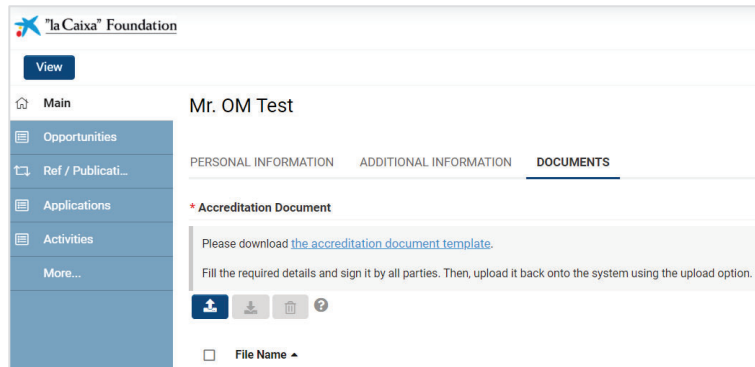 "la Caixa" Foundation
View
Main
Opportunities
Ref / Publicati...
Applications
Activities
More...
Mr. OM Test
PERSONAL INFORMATION ADDITIONAL INFORMATION DOCUMENTS
* Accreditation Document
Please download the accreditation document template.
Fill the required details and sign it by all parties. Then, upload it back onto the system using the upload option.
File Name